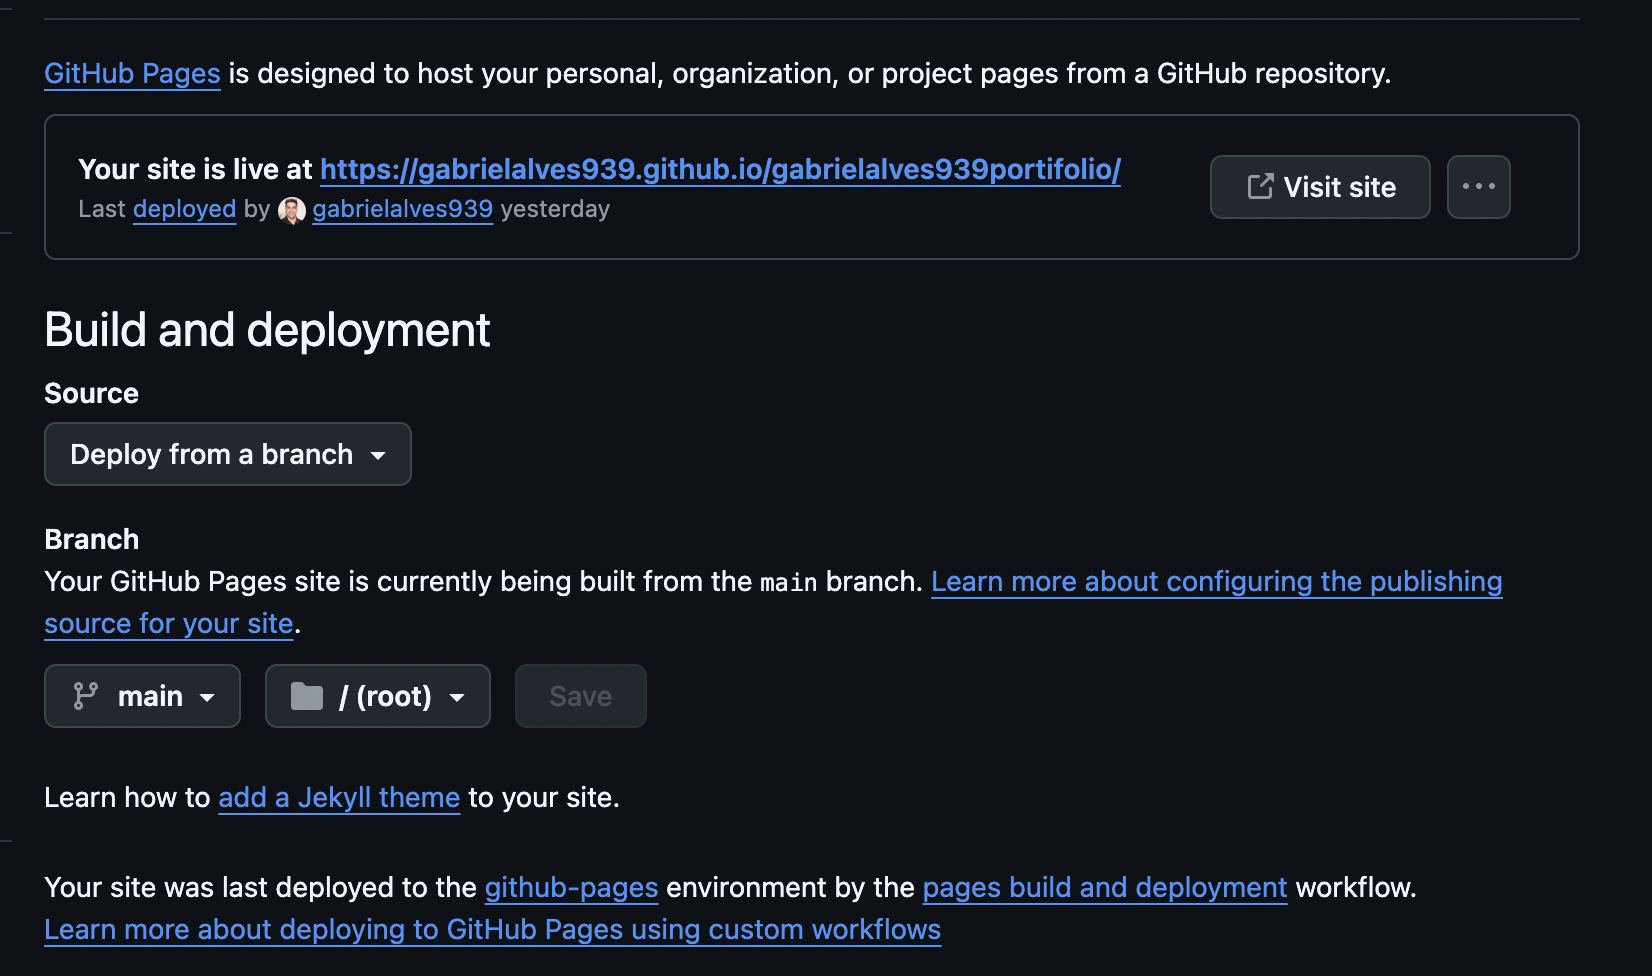 GitHub Pages is designed to host your personal, organization, or project pages from a GitHub repository.
Your site is live at https://gabrielalves939.github.io/gabrielalves939portifolio/
Last deployed by gabrielalves939 yesterday
Visit site
Build and deployment
Source
Deploy from a branch
Branch
Your GitHub Pages site is currently being built from the main branch. Learn more about configuring the publishing
source for your site.
main / (root) Save
Learn how to add a Jekyll theme to your site.
Your site was last deployed to the github-pages environment by the pages build and deployment workflow.
Learn more about deploying to GitHub Pages using custom workflows